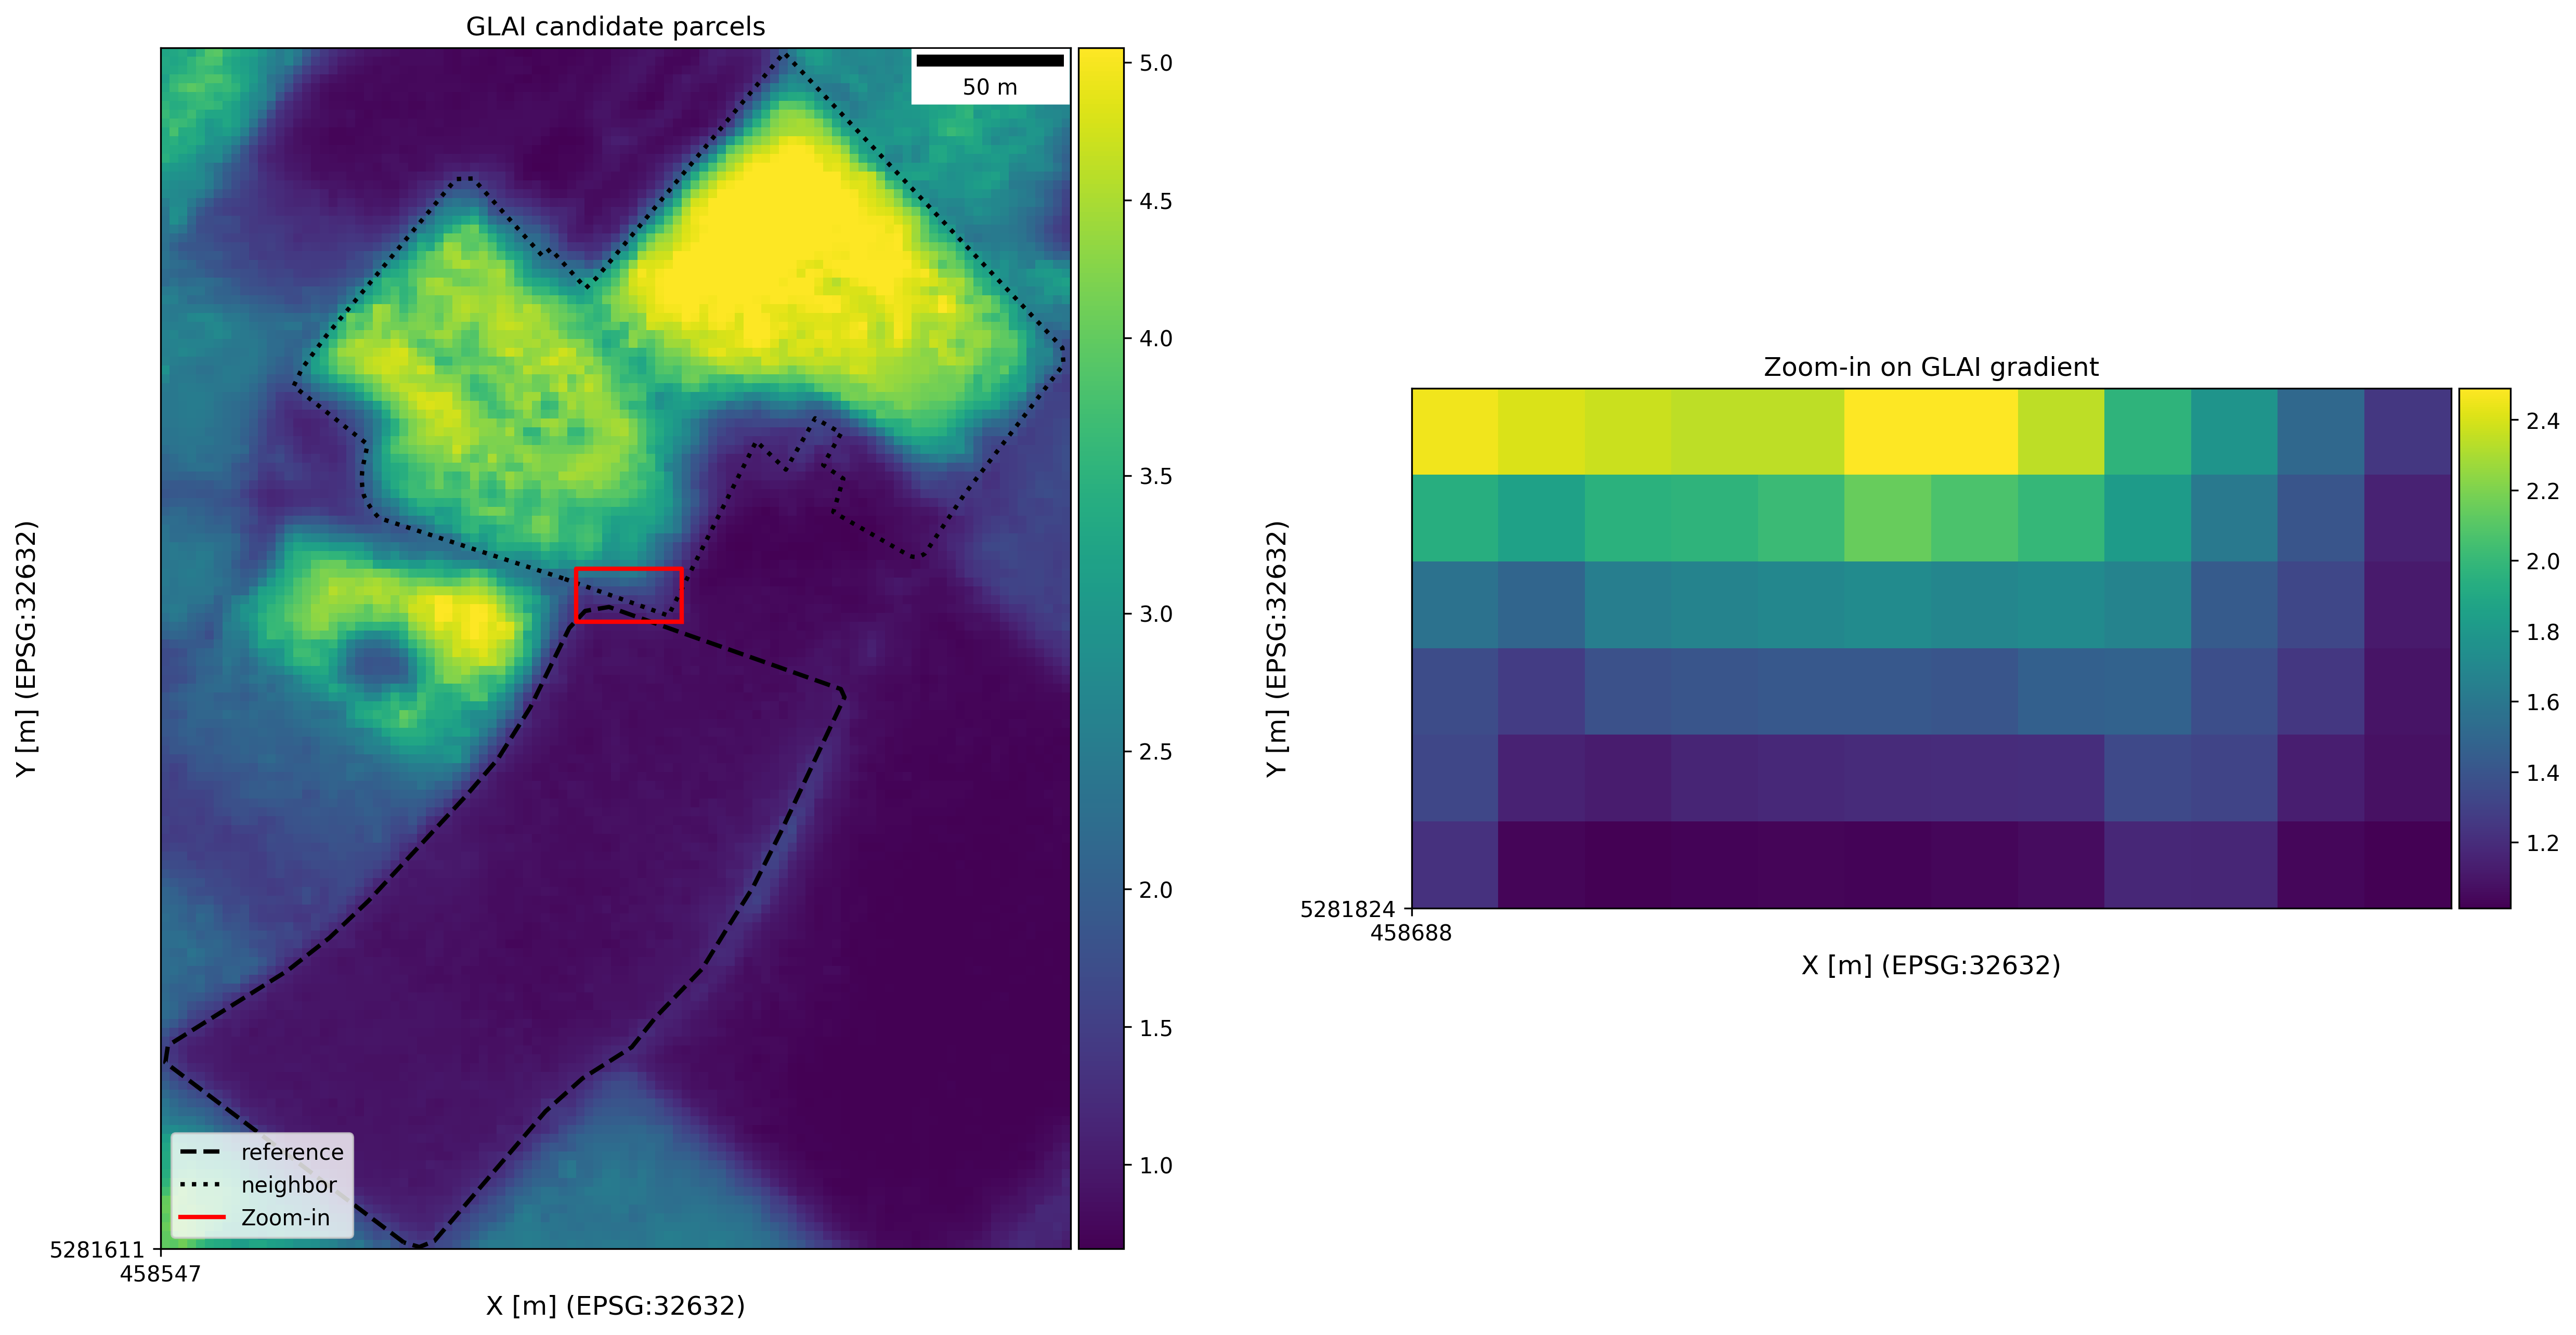 GLAI candidate parcels
50 m
5.0
4.5
4.0
3.5
3.0
2.5
2.0
1.5
1.0
Y [m] (EPSG:32632)
reference
neighbor
Zoom-in
5281611
458547
X [m] (EPSG:32632)
Zoom-in on GLAI gradient
2.4
2.2
2.0
1.8
1.6
1.4
1.2
Y [m] (EPSG:32632)
5281824
458688
X [m] (EPSG:32632)